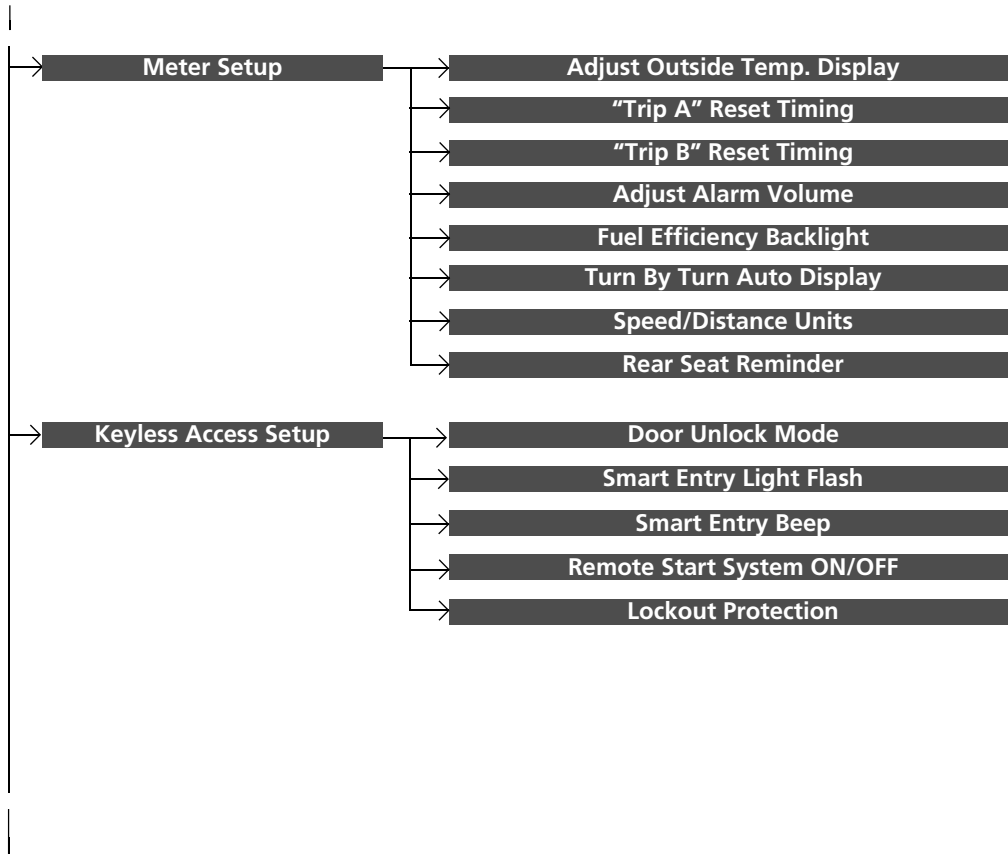 Meter Setup
Adjust Outside Temp. Display
“Trip A” Reset Timing
“Trip B” Reset Timing
Adjust Alarm Volume
Fuel Efficiency Backlight
Turn By Turn Auto Display
Speed/Distance Units
Rear Seat Reminder
Keyless Access Setup
Door Unlock Mode
Smart Entry Light Flash
Smart Entry Beep
Remote Start System ON/OFF
Lockout Protection